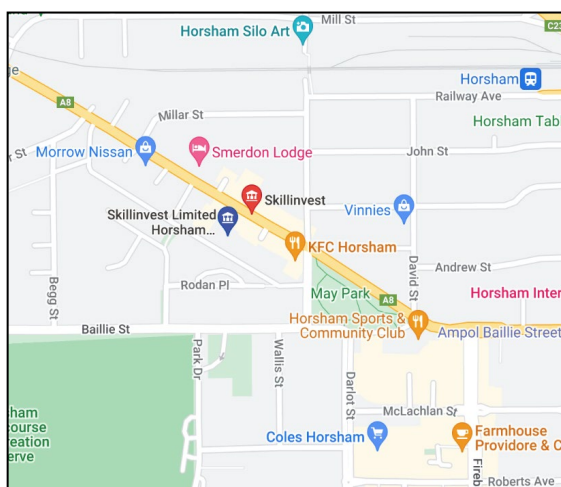 Horsham Silo Art
Mill St
Horsham
Railway Ave
A8
Millar St
Horsham Tabl
Morrow Nissan
Smerdon Lodge
John St
Skillinvest
Skillinvest Limited
Horsham...
Vinnies
KFC Horsham
David St
Andrew St
Begg St
Rodan Pl
May Park
A8
Horsham Inter
Baillie St
Horsham Sports &
Community Club
Ampol Baillie Street
Park Dr
Wallis St
Darlot St
McLachlan St
Coles Horsham
Farmhouse
Providore & C
Fireb
Roberts Ave